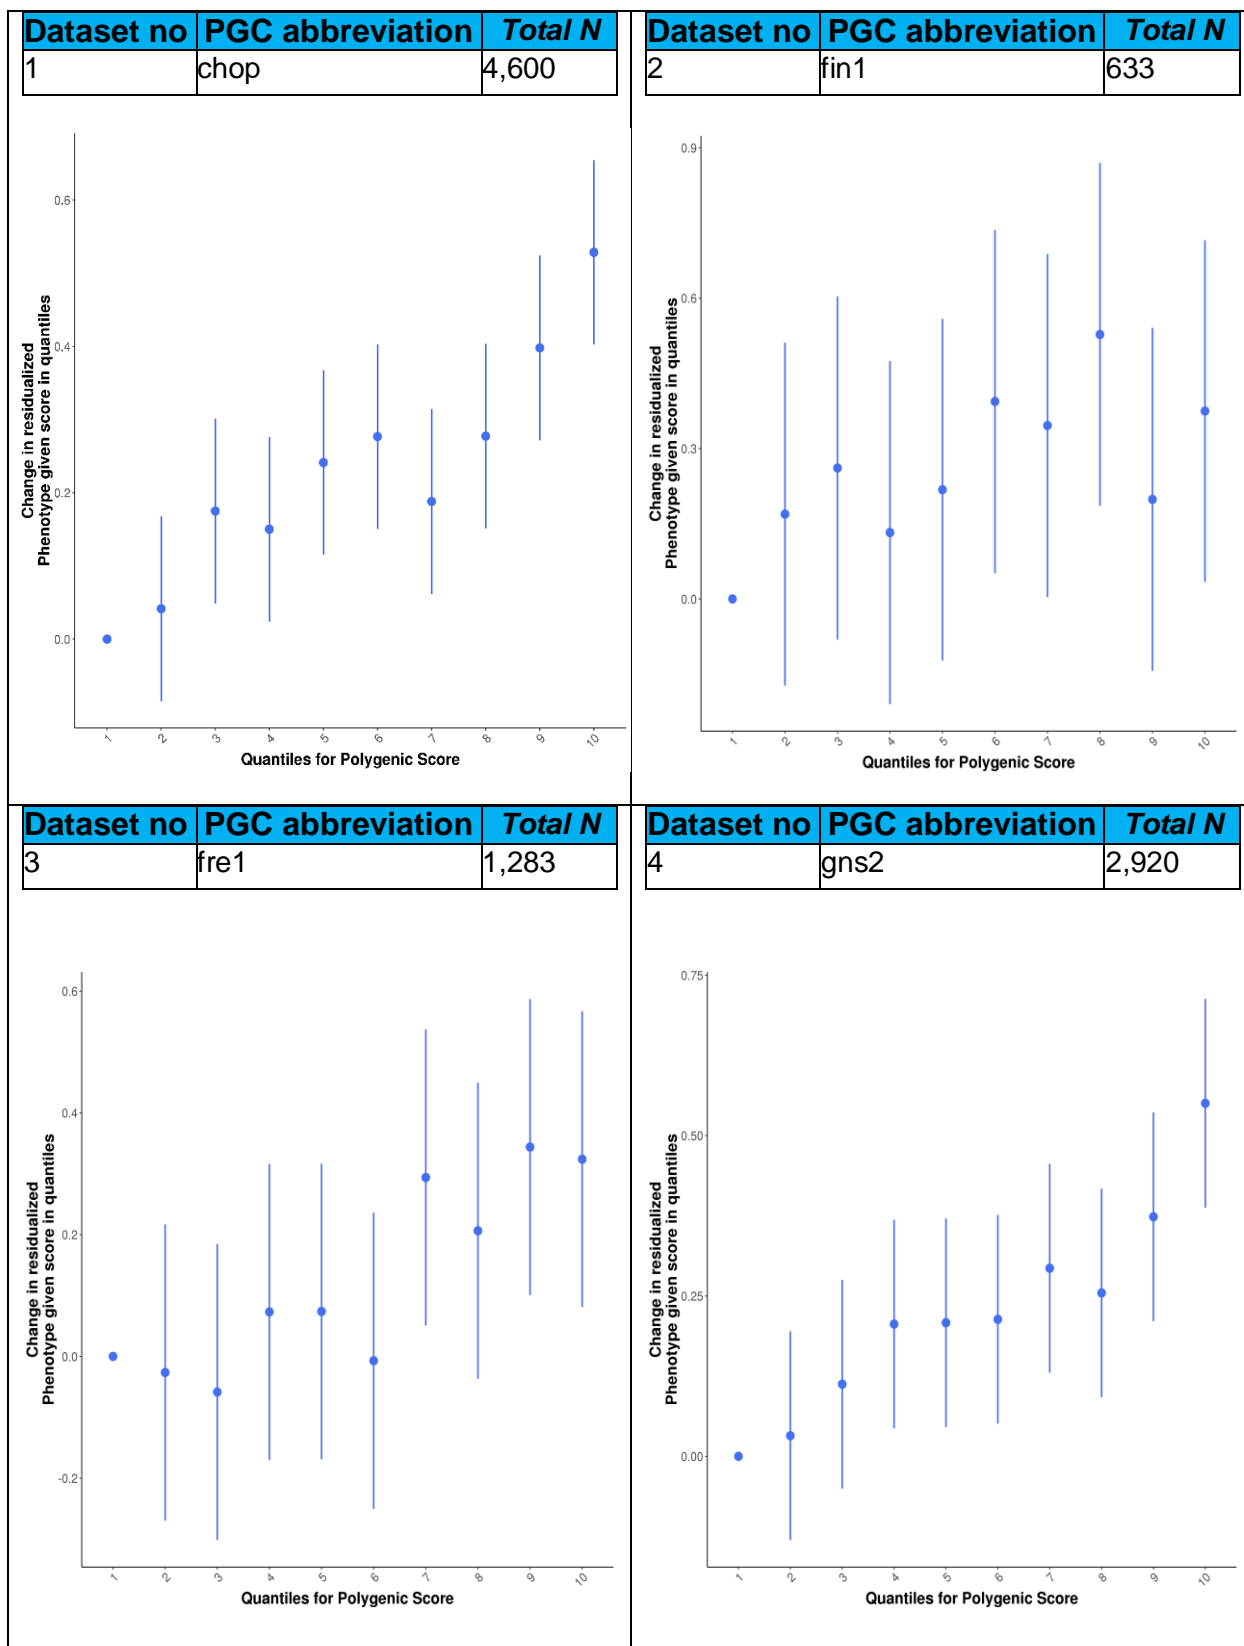 Dataset no PGC abbreviation Total N
1 chop 4,600
0.6
0.4
0.2
0.0
Change in residualized
Phenotype given score in quantiles
1 2 3 4 5 6 7 8 9 10
Quantiles for Polygenic Score
Dataset no PGC abbreviation Total N
2 fin1 633
0.9
0.6
0.3
0.0
Change in residualized
Phenotype given score in quantiles
1 2 3 4 5 6 7 8 9 10
Quantiles for Polygenic Score
Dataset no PGC abbreviation Total N
3 fre1 1,283
0.6
0.4
0.2
0.0
-0.2
Change in residualized
Phenotype given score in quantiles
1 2 3 4 5 6 7 8 9 10
Quantiles for Polygenic Score
Dataset no PGC abbreviation Total N
4 gns2 2,920
0.75
0.50
0.25
0.00
Change in residualized
Phenotype given score in quantiles
1 2 3 4 5 6 7 8 9 10
Quantiles for Polygenic Score